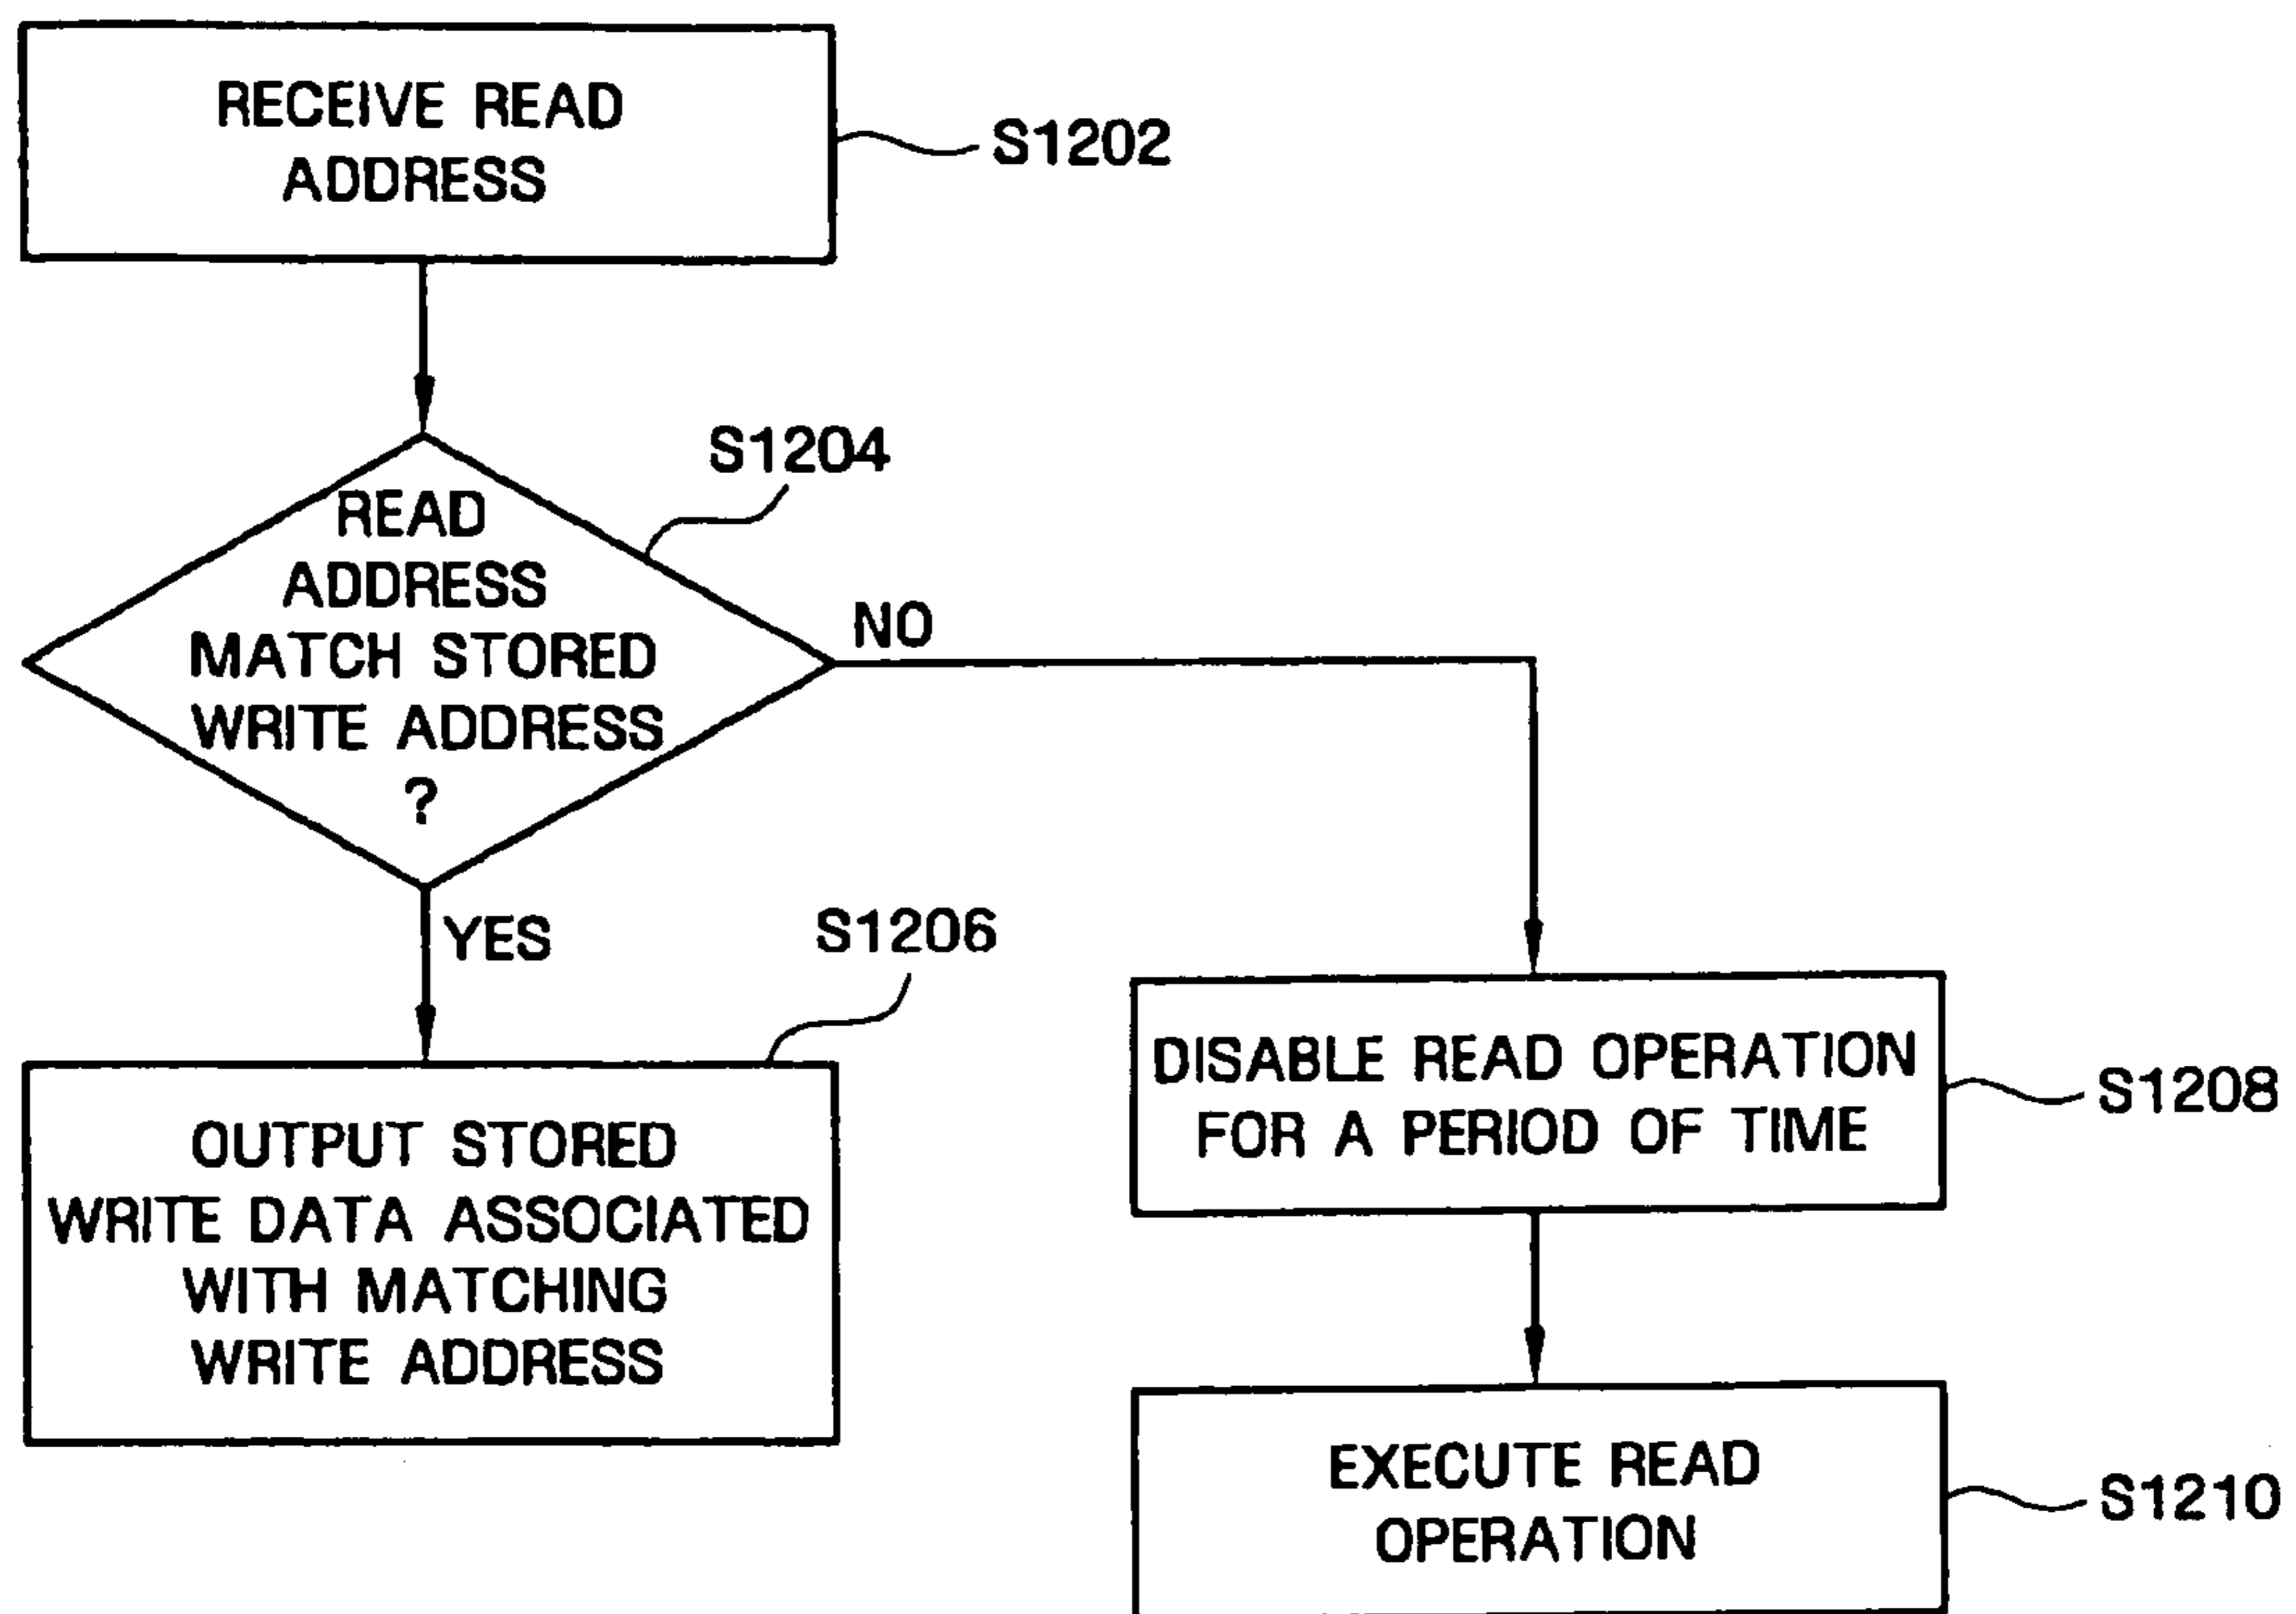 RECEIVE READ
ADDRESS
S1202
S1204
READ
ADDRESS
MATCH STORED
WRITE ADDRESS
?
NO
YES
S1206
OUTPUT STORED
WRITE DATA ASSOCIATED
WITH MATCHING
WRITE ADDRESS
DISABLE READ OPERATION
FOR A PERIOD OF TIME
S1208
EXECUTE READ
OPERATION
S1210